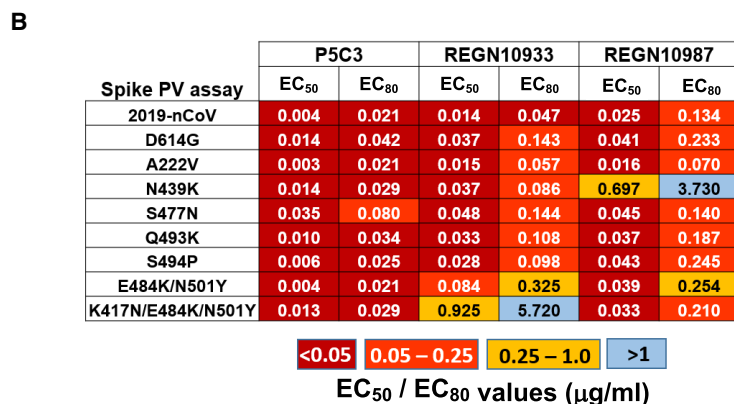 B
P5C3 REGN10933 REGN10987
Spike PV assay EC50 EC80 EC50 EC80 EC50 EC80
2019-nCoV 0.004 0.021 0.014 0.047 0.025 0.134
D614G 0.014 0.042 0.037 0.143 0.041 0.233
A222V 0.003 0.021 0.015 0.057 0.016 0.070
N439K 0.014 0.029 0.037 0.086 0.697 3.730
S477N 0.035 0.080 0.048 0.144 0.045 0.140
Q493K 0.010 0.034 0.033 0.108 0.037 0.187
S494P 0.006 0.025 0.028 0.098 0.043 0.245
E484K/N501Y 0.004 0.021 0.084 0.325 0.039 0.254
K417N/E484K/N501Y 0.013 0.029 0.925 5.720 0.033 0.210
<0.05 0.05 – 0.25 0.25 – 1.0 >1
EC50 / EC80 values (µg/ml)